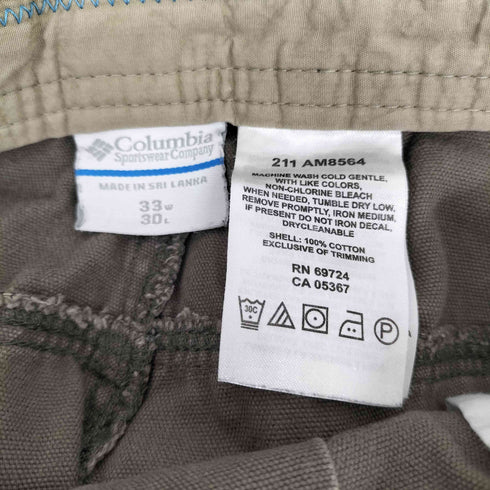 Columbia
Sportswear Company
MADE IN SRI LANKA
33 W
30 L
211 AM8564
MACHINE WASH COLD GENTLE,
WITH LIKE COLORS,
NON-CHLORINE BLEACH
WHEN NEEDED, TUMBLE DRY LOW,
REMOVE PROMPTLY, IRON MEDIUM,
IF PRESENT DO NOT IRON DECAL,
DRYCLEANABLE
SHELL: 100% COTTON
EXCLUSIVE OF TRIMMING
RN 69724
CA 05367
30C
P